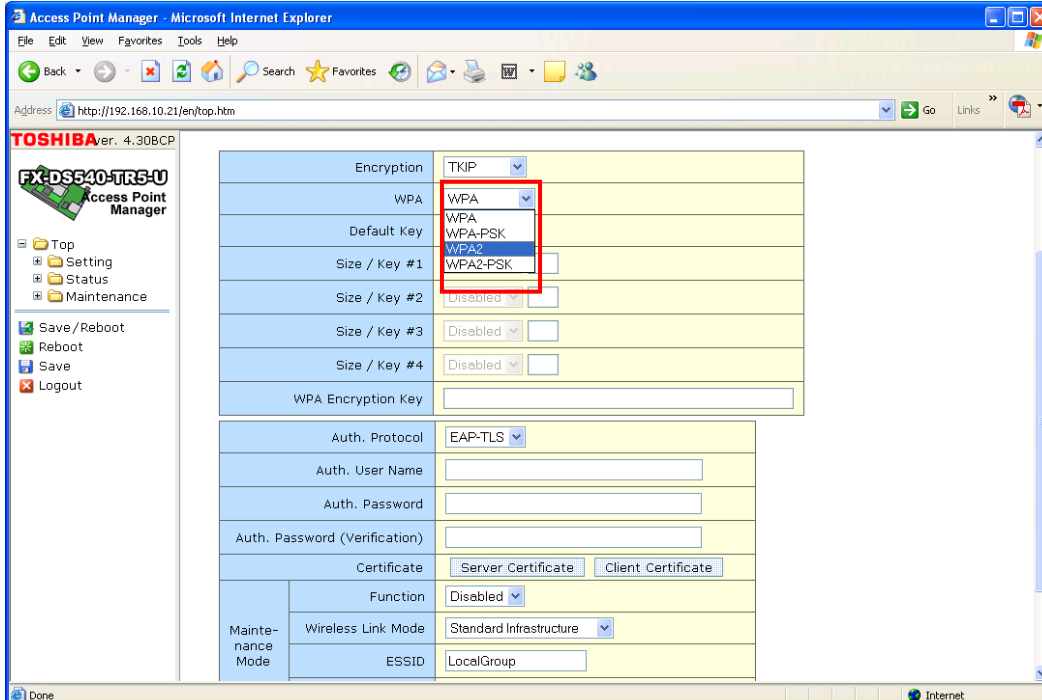 Access Point Manager - Microsoft Internet Explorer
File Edit View Favorites Tools Help
Back Search Favorites
Address http://192.168.10.21/en/top.htm Go Links
TOSHIBA ver. 4.30BCP
FX-DS540-TR5-U
Access Point
Manager
Top
Setting
Status
Maintenance
Save/Reboot
Reboot
Save
Logout
Encryption TKIP
WPA WPA
WPA
WPA-PSK
WPA2
WPA2-PSK
Default Key
Size / Key #1
Size / Key #2 Disabled
Size / Key #3 Disabled
Size / Key #4 Disabled
WPA Encryption Key
Auth. Protocol EAP-TLS
Auth. User Name
Auth. Password
Auth. Password (Verification)
Certificate Server Certificate Client Certificate
Mainte-
nance
Mode
Function Disabled
Wireless Link Mode Standard Infrastructure
ESSID LocalGroup
Done Internet